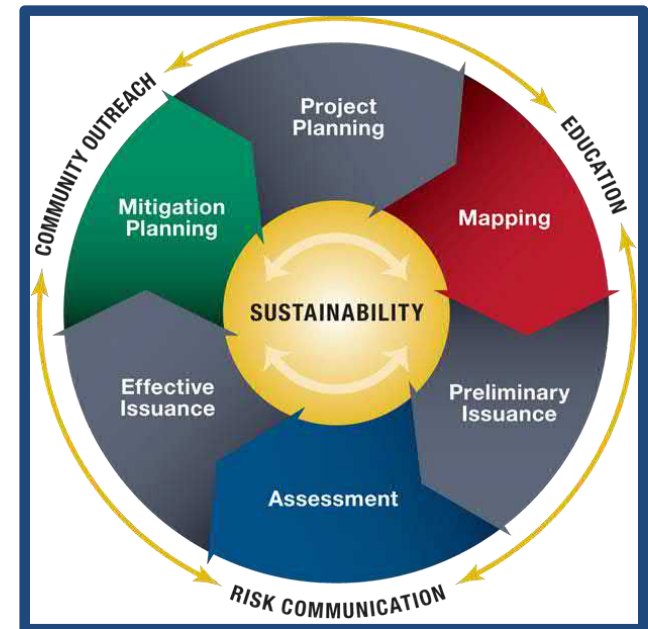 COMMUNITY OUTREACH
EDUCATION
Project
Planning
Mapping
Mitigation
Planning
SUSTAINABILITY
Effective
Issuance
Preliminary
Issuance
Assessment
RISK COMMUNICATION